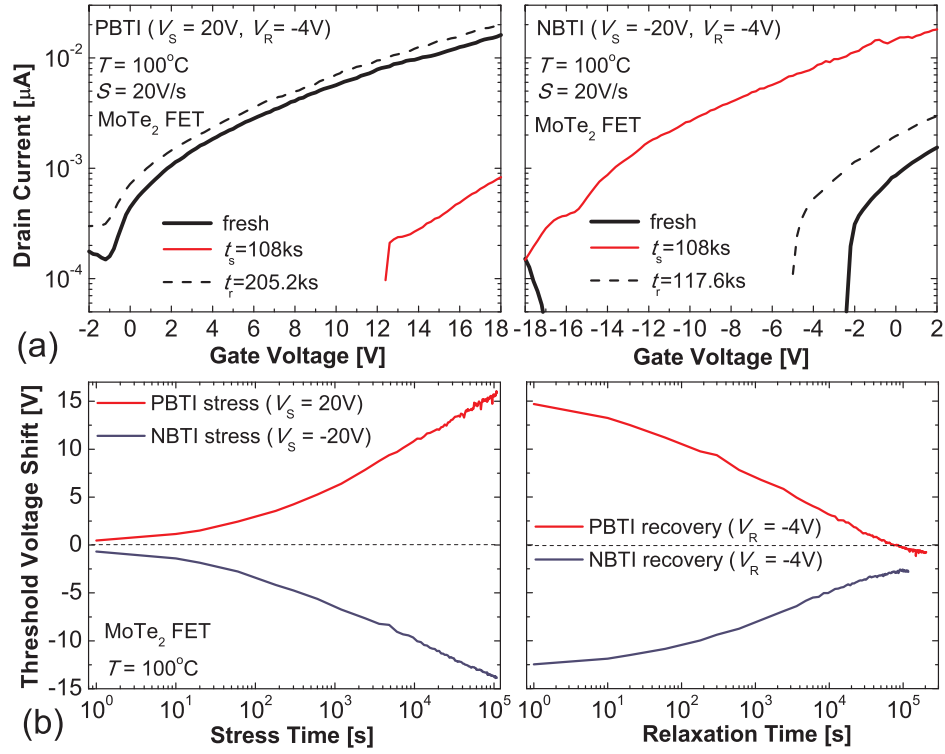 (a)
Drain Current [μA]
10⁻²
10⁻³
10⁻⁴
PBTI (V_S = 20V, V_R= -4V)
T = 100°C
S = 20V/s
MoTe₂ FET
fresh
t_s=108ks
t_r=205.2ks
-2 0 2 4 6 8 10 12 14 16 18
Gate Voltage [V]
NBTI (V_S = -20V, V_R= -4V)
T = 100°C
S = 20V/s
MoTe₂ FET
fresh
t_s=108ks
t_r=117.6ks
-18 -16 -14 -12 -10 -8 -6 -4 -2 0 2
Gate Voltage [V]
(b)
Threshold Voltage Shift [V]
15
10
5
0
-5
-10
-15
PBTI stress (V_S = 20V)
NBTI stress (V_S = -20V)
MoTe₂ FET
T = 100°C
10⁰ 10¹ 10² 10³ 10⁴ 10⁵
Stress Time [s]
PBTI recovery (V_R = -4V)
NBTI recovery (V_R = -4V)
10⁰ 10¹ 10² 10³ 10⁴ 10⁵
Relaxation Time [s]